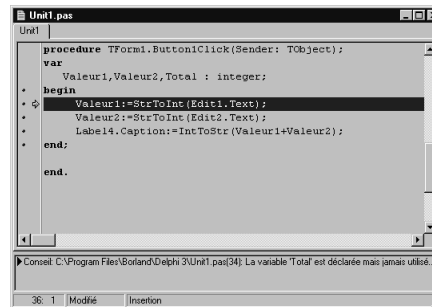 Unit1.pas
Unit1
procedure TForm1.Button1Click(Sender: TObject);
var
Valeur1,Valeur2,Total : integer;
begin
Valeur1:=StrToInt(Edit1.Text);
Valeur2:=StrToInt(Edit2.Text);
Label4.Caption:=IntToStr(Valeur1+Valeur2);
end;
end.
Conseil: C:\Program Files\Borland\Delphi 3\Unit1.pas(34): La variable 'Total' est déclarée mais jamais utilisé...
36: 1 Modifié Insertion